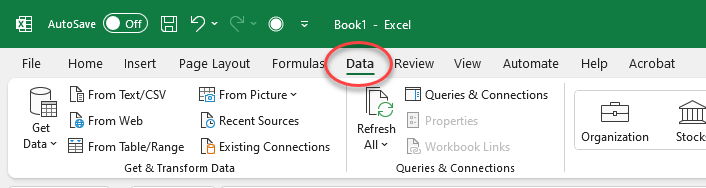 AutoSave Off Book1 - Excel
File Home Insert Page Layout Formulas Data Review View Automate Help Acrobat
Get Data
From Text/CSV
From Web
From Table/Range
From Picture
Recent Sources
Existing Connections
Get & Transform Data
Refresh All
Queries & Connections
Properties
Workbook Links
Queries & Connections
Organization
Stocks